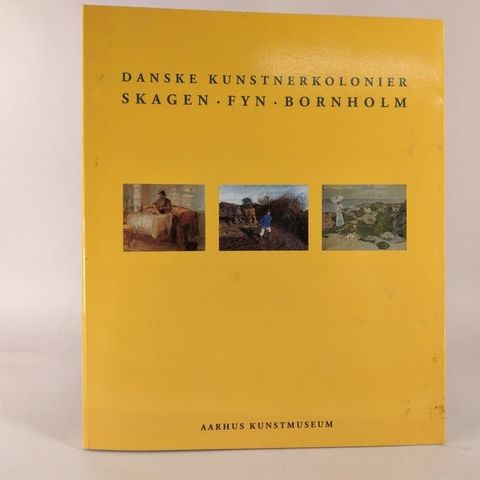 DANSKE KUNSTNERKOLONIER
SKAGEN · FYN · BORNHOLM
AARHUS KUNSTMUSEUM